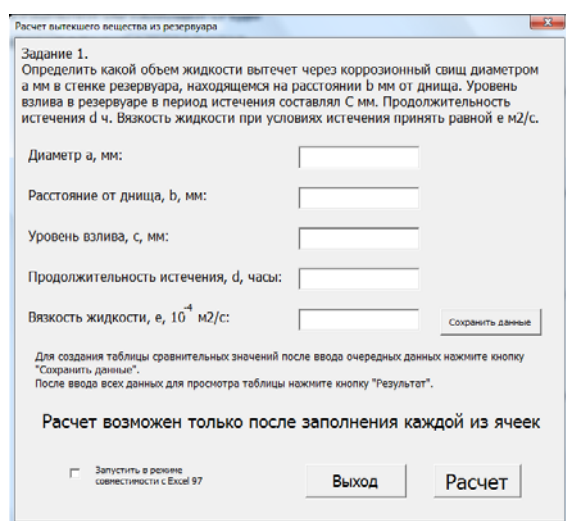 Расчет вытекшего вещества из резервуара
Задание 1.
Определить какой объем жидкости вытечет через коррозионный свищ диаметром
а мм в стенке резервуара, находящемся на расстоянии b мм от днища. Уровень
взлива в резервуаре в период истечения составлял С мм. Продолжительность
истечения d ч. Вязкость жидкости при условиях истечения принять равной е м2/с.
Диаметр а, мм:
Расстояние от днища, b, мм:
Уровень взлива, с, мм:
Продолжительность истечения, d, часы:
Вязкость жидкости, е, 10⁻⁴ м2/с:
Сохранить данные
Для создания таблицы сравнительных значений после ввода очередных данных нажмите кнопку
"Сохранить данные".
После ввода всех данных для просмотра таблицы нажмите кнопку "Результат".
Расчет возможен только после заполнения каждой из ячеек
Запустить в режиме
совместимости с Excel 97
Выход
Расчет